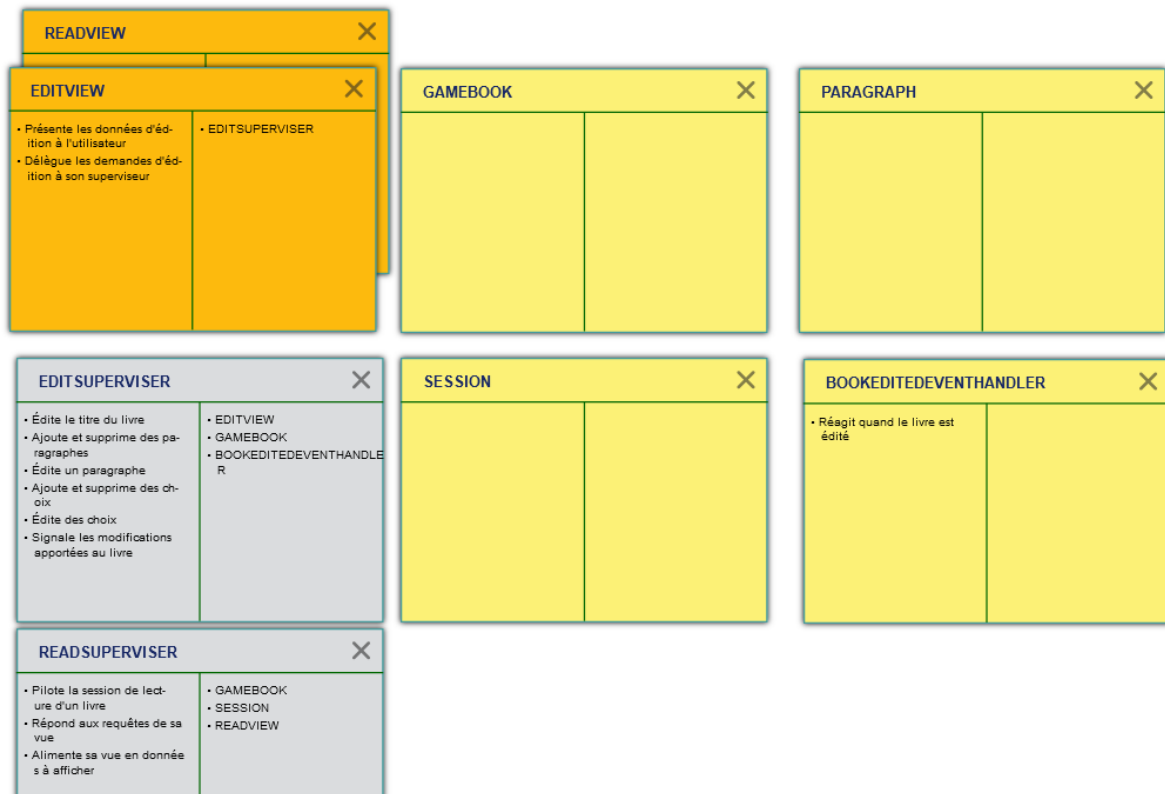 READVIEW
EDITVIEW
• Présente les données d'éd-
ition à l'utilisateur
• Délègue les demandes d'éd-
ition à son superviseur
• EDITSUPERVISER
GAMEBOOK
PARAGRAPH
EDITSUPERVISER
• Édite le titre du livre
• Ajoute et supprime des pa-
ragraphes
• Édite un paragraphe
• Ajoute et supprime des ch-
oix
• Édite des choix
• Signale les modifications
apportées au livre
• EDITVIEW
• GAMEBOOK
• BOOKEDITEDEVENTHANDLE
R
SESSION
BOOKEDITEDEVENTHANDLER
• Réagit quand le livre est
édité
READSUPERVISER
• Pilote la session de lect-
ure d'un livre
• Répond aux requêtes de sa
vue
• Alimente sa vue en donnée
s à afficher
• GAMEBOOK
• SESSION
• READVIEW